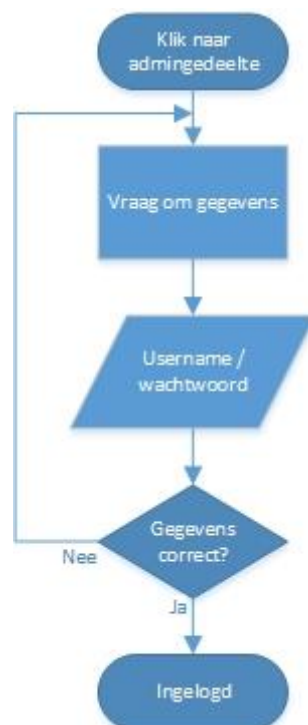 Klik naar
admingedeelte
Vraag om gegevens
Username /
wachtwoord
Gegevens
correct?
Nee
Ja
Ingelogd